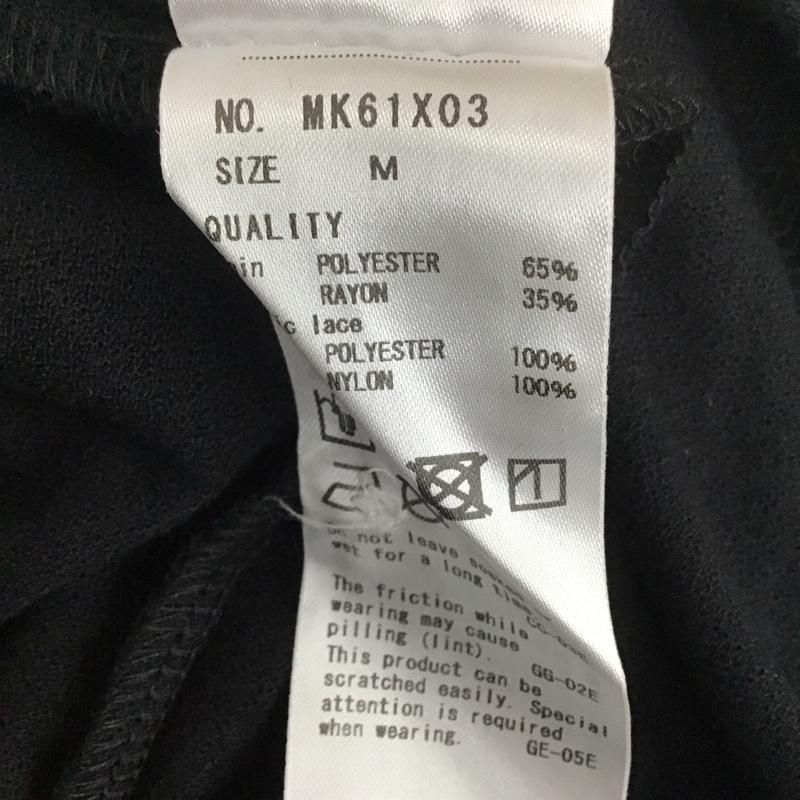 NO. MK61X03
SIZE M
QUALITY
POLYESTER 65%
RAYON 35%
lace
POLYESTER 100%
NYLON 100%
not leave
wet for a long
The friction while
wearing may cause
pilling (lint).
GG-02E
This product can be
scratched easily. Special
attention is required
when wearing.
GE-05E